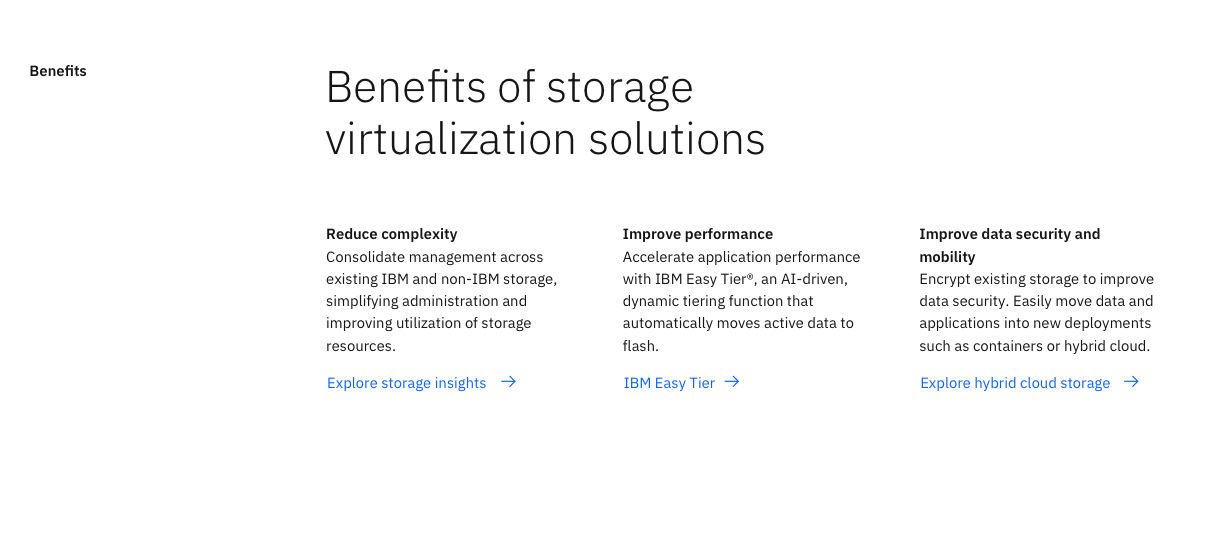 Benefits
Benefits of storage
virtualization solutions
Reduce complexity
Consolidate management across
existing IBM and non-IBM storage,
simplifying administration and
improving utilization of storage
resources.
Explore storage insights →
Improve performance
Accelerate application performance
with IBM Easy Tier®, an AI-driven,
dynamic tiering function that
automatically moves active data to
flash.
IBM Easy Tier →
Improve data security and
mobility
Encrypt existing storage to improve
data security. Easily move data and
applications into new deployments
such as containers or hybrid cloud.
Explore hybrid cloud storage →